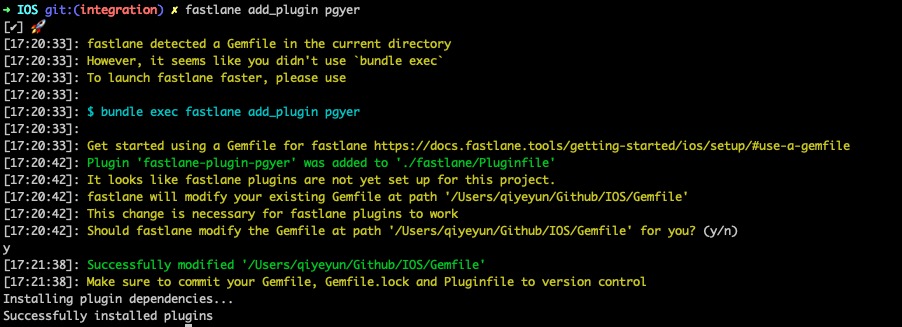 ➜ IOS git:(integration) ✗ fastlane add_plugin pgyer
[✔] 🚀
[17:20:33]: fastlane detected a Gemfile in the current directory
[17:20:33]: However, it seems like you didn't use `bundle exec`
[17:20:33]: To launch fastlane faster, please use
[17:20:33]:
[17:20:33]: $ bundle exec fastlane add_plugin pgyer
[17:20:33]:
[17:20:33]: Get started using a Gemfile for fastlane https://docs.fastlane.tools/getting-started/ios/setup/#use-a-gemfile
[17:20:42]: Plugin 'fastlane-plugin-pgyer' was added to './fastlane/Pluginfile'
[17:20:42]: It looks like fastlane plugins are not yet set up for this project.
[17:20:42]: fastlane will modify your existing Gemfile at path '/Users/qiyeyun/Github/IOS/Gemfile'
[17:20:42]: This change is necessary for fastlane plugins to work
[17:20:42]: Should fastlane modify the Gemfile at path '/Users/qiyeyun/Github/IOS/Gemfile' for you? (y/n)
y
[17:21:38]: Successfully modified '/Users/qiyeyun/Github/IOS/Gemfile'
[17:21:38]: Make sure to commit your Gemfile, Gemfile.lock and Pluginfile to version control
Installing plugin dependencies...
Successfully installed plugins